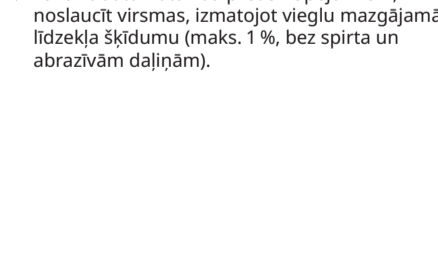 noslaucīt virsmas, izmatojot vieglu mazgājamā
līdzekļa šķīdumu (maks. 1 %, bez spirta un
abrazīvām daļiņām).